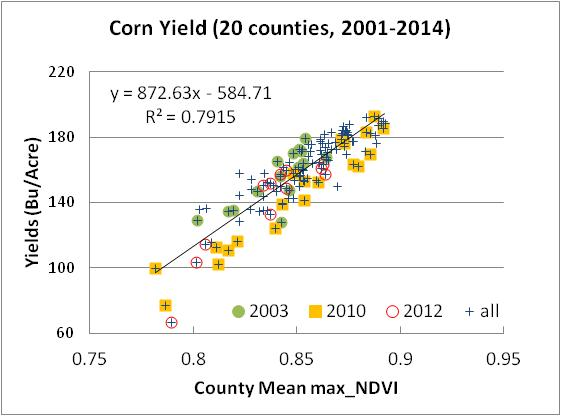 Corn Yield (20 counties, 2001-2014)
y = 872.63x - 584.71
R² = 0.7915
Yields (Bu/Acre)
220
180
140
100
60
2003 2010 2012 all
0.75 0.8 0.85 0.9 0.95
County Mean max_NDVI